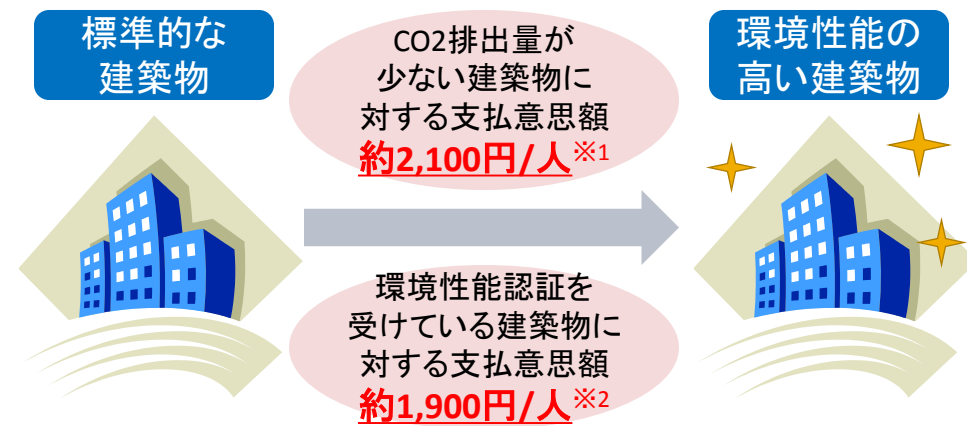 標準的な
建築物
CO2排出量が
少ない建築物に
対する支払意思額
約2,100円/人※1
環境性能認証を
受けている建築物に
対する支払意思額
約1,900円/人※2
環境性能の
高い建築物